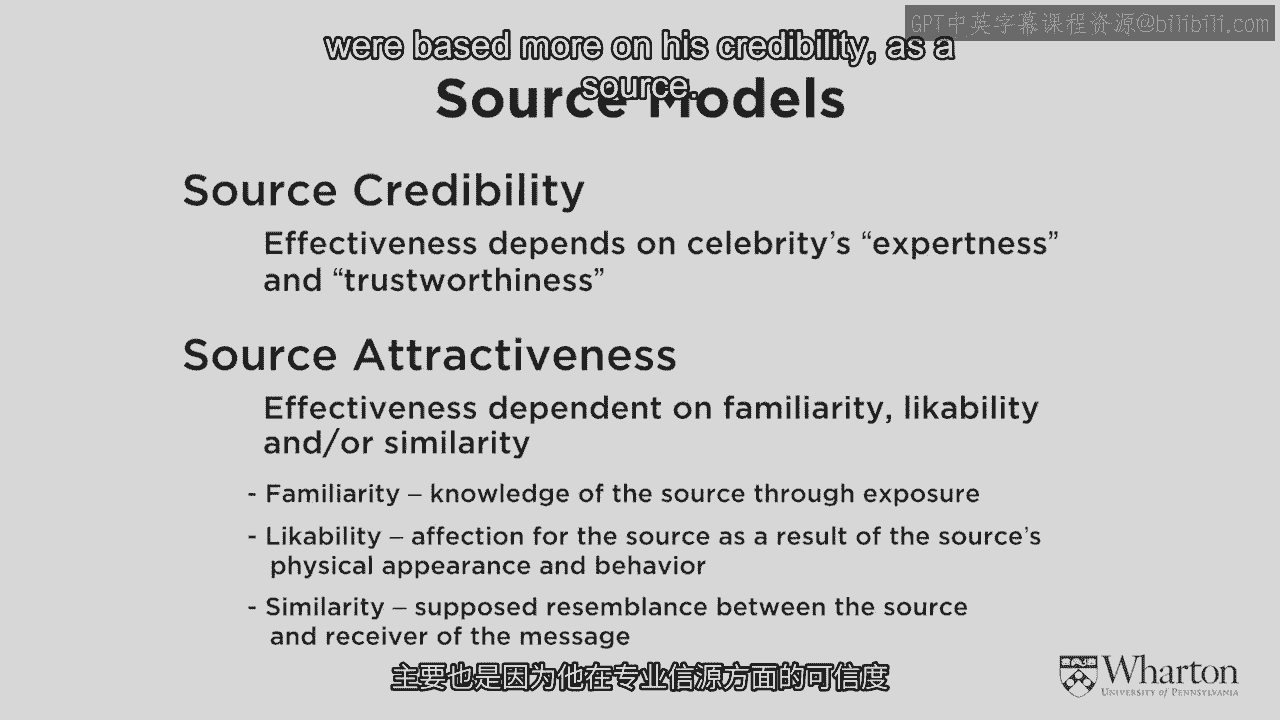 GPT中英字幕课程资源@bilibili.com
were based more on his credibility, as a
source.
Source Models
Source Credibility
Effectiveness depends on celebrity’s “expertness”
and “trustworthiness”
Source Attractiveness
Effectiveness dependent on familiarity, likability
and/or similarity
- Familiarity – knowledge of the source through exposure
- Likability – affection for the source as a result of the source’s
physical appearance and behavior
- Similarity – supposed resemblance between the source
and receiver of the message
主要也是因为他在专业信源方面的可信度
Wharton
UNIVERSITY of PENNSYLVANIA